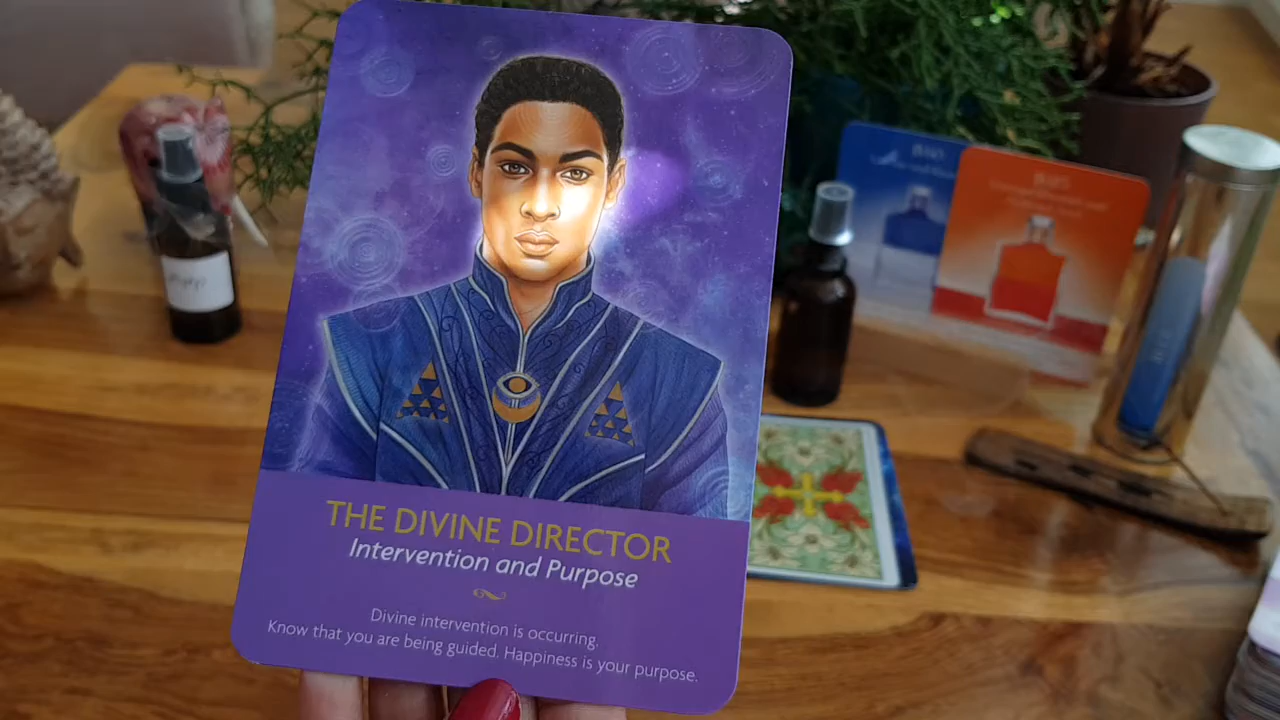 THE DIVINE DIRECTOR
Intervention and Purpose
Divine intervention is occurring.
Know that you are being guided. Happiness is your purpose.